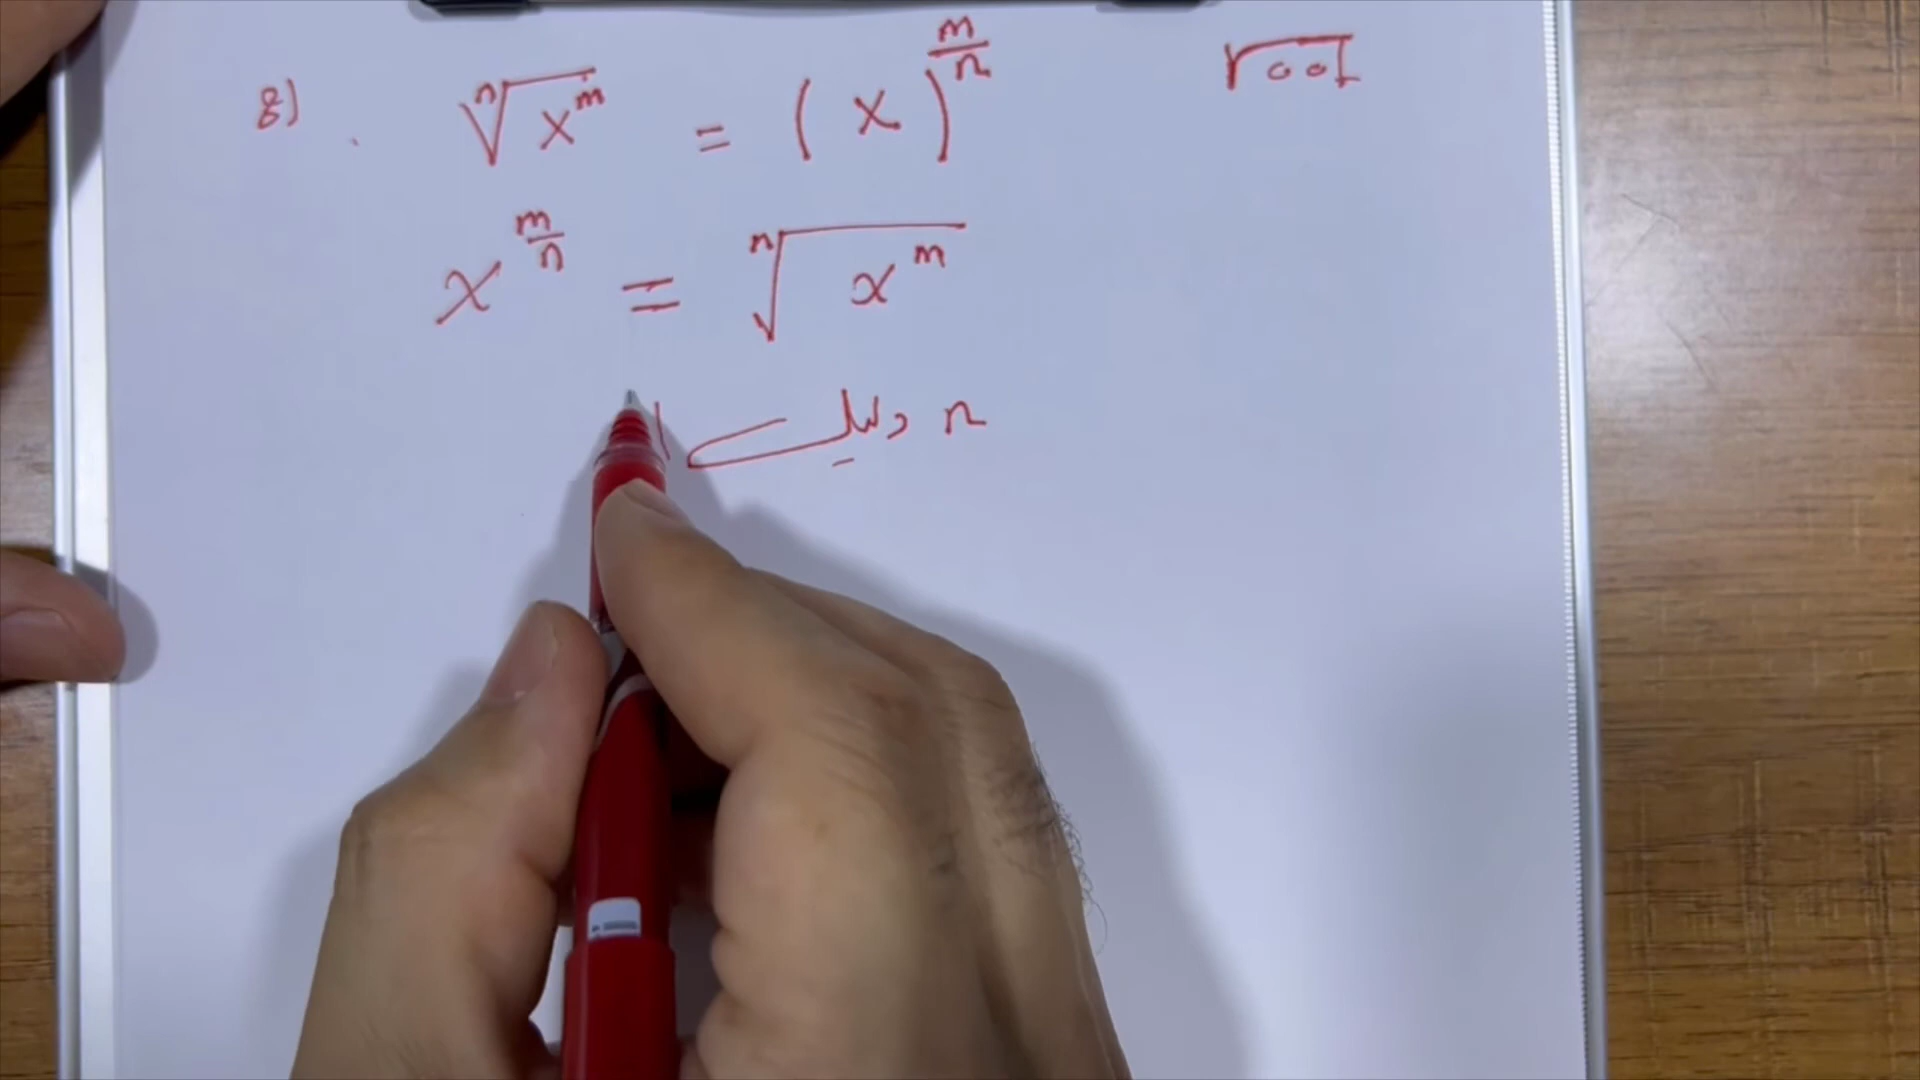 8) ⁿ√xᵐ = (x)^(m/n) root
x^(m/n) = ⁿ√xᵐ
n دليل